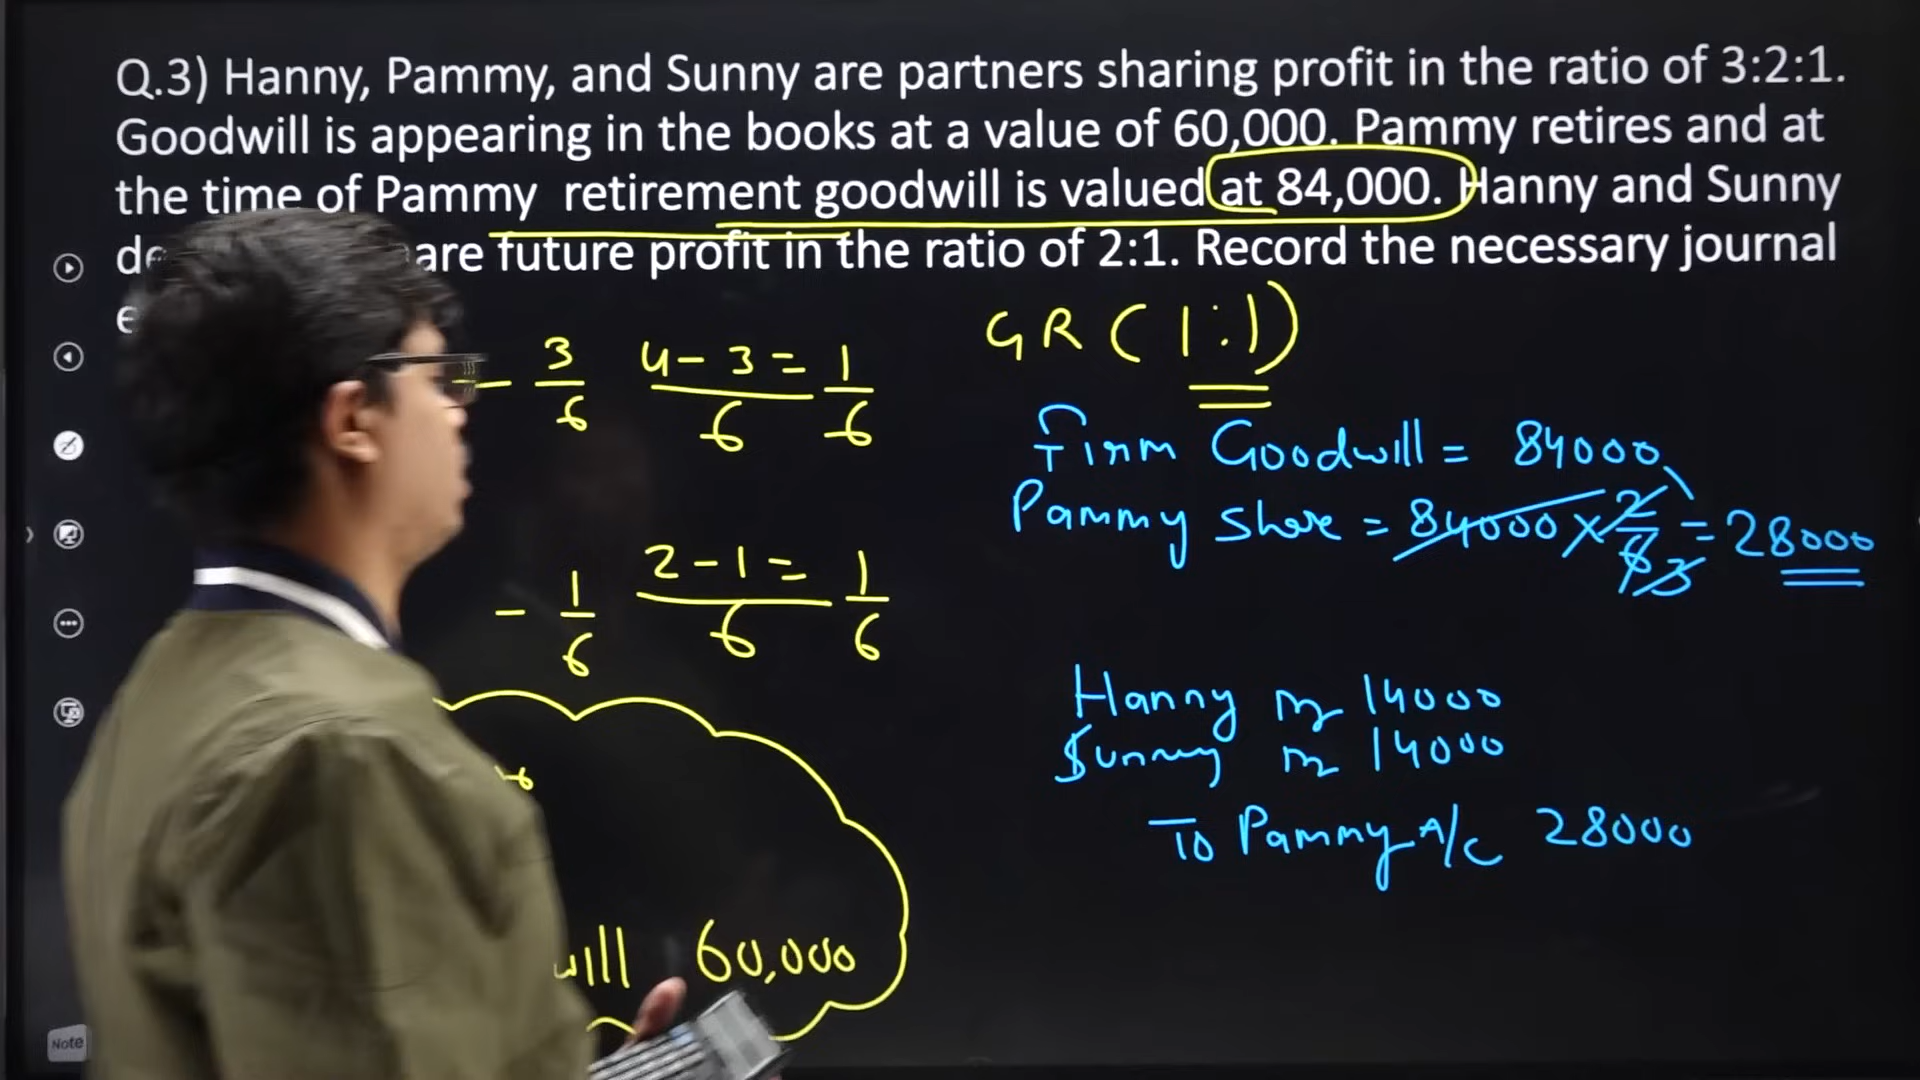 Q.3) Hanny, Pammy, and Sunny are partners sharing profit in the ratio of 3:2:1.
Goodwill is appearing in the books at a value of 60,000. Pammy retires and at
the time of Pammy retirement goodwill is valued at 84,000. Hanny and Sunny
are future profit in the ratio of 2:1. Record the necessary journal
GR (1:1)
- 3/6 4-3/6 = 1/6
Firm Goodwill = 84000
Pammy Share = 84000 x 2/6 3 = 28000
- 1/6 2-1/6 = 1/6
Hanny 14000
Sunny 14000
To Pammy A/c 28000
will 60,000
Note